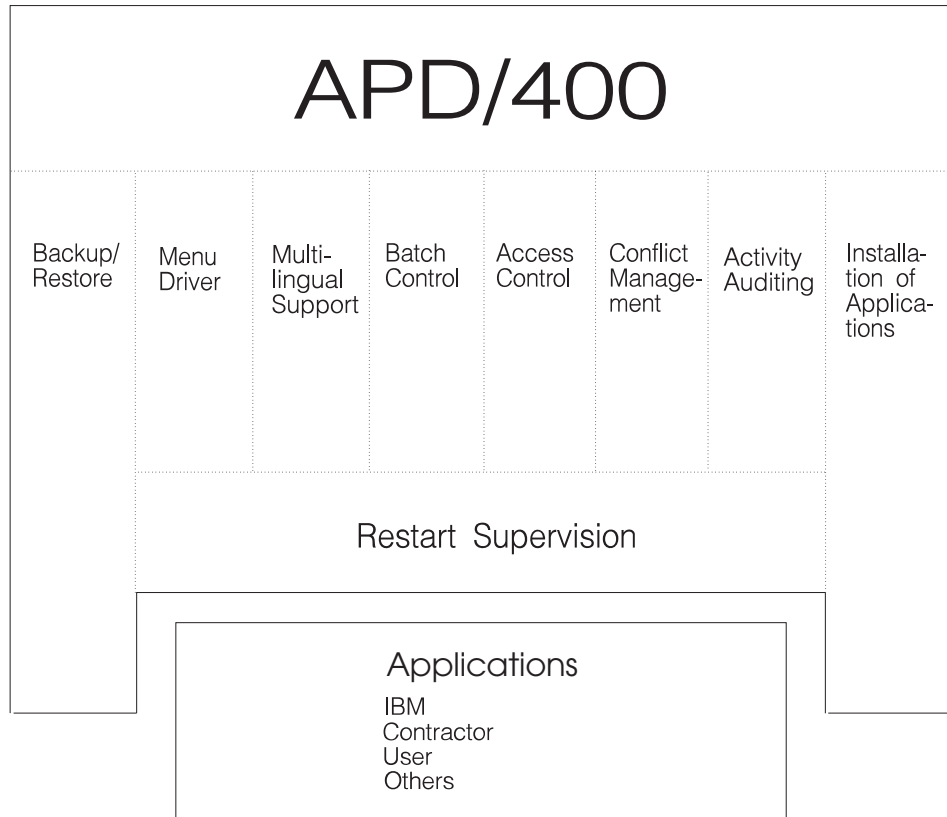 APD/400
Backup/
Restore
Menu
Driver
Multi-
lingual
Support
Batch
Control
Access
Control
Conflict
Manage-
ment
Activity
Auditing
Installa-
tion of
Applica-
tions
Restart Supervision
Applications
IBM
Contractor
User
Others